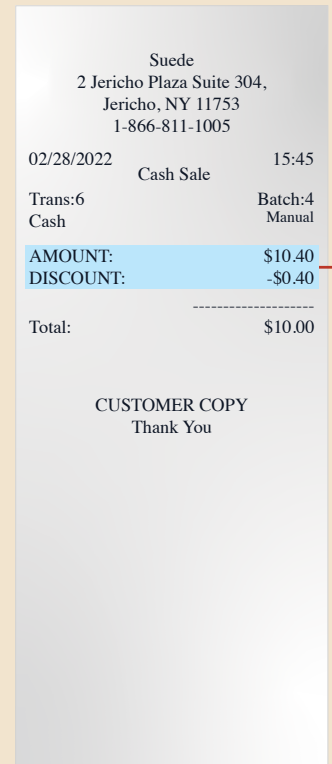 Suede
2 Jericho Plaza Suite 304,
Jericho, NY 11753
1-866-811-1005
02/28/2022 15:45
Cash Sale
Trans:6 Batch:4
Cash Manual
AMOUNT: $10.40
DISCOUNT: -$0.40
--------------------
Total: $10.00
CUSTOMER COPY
Thank You